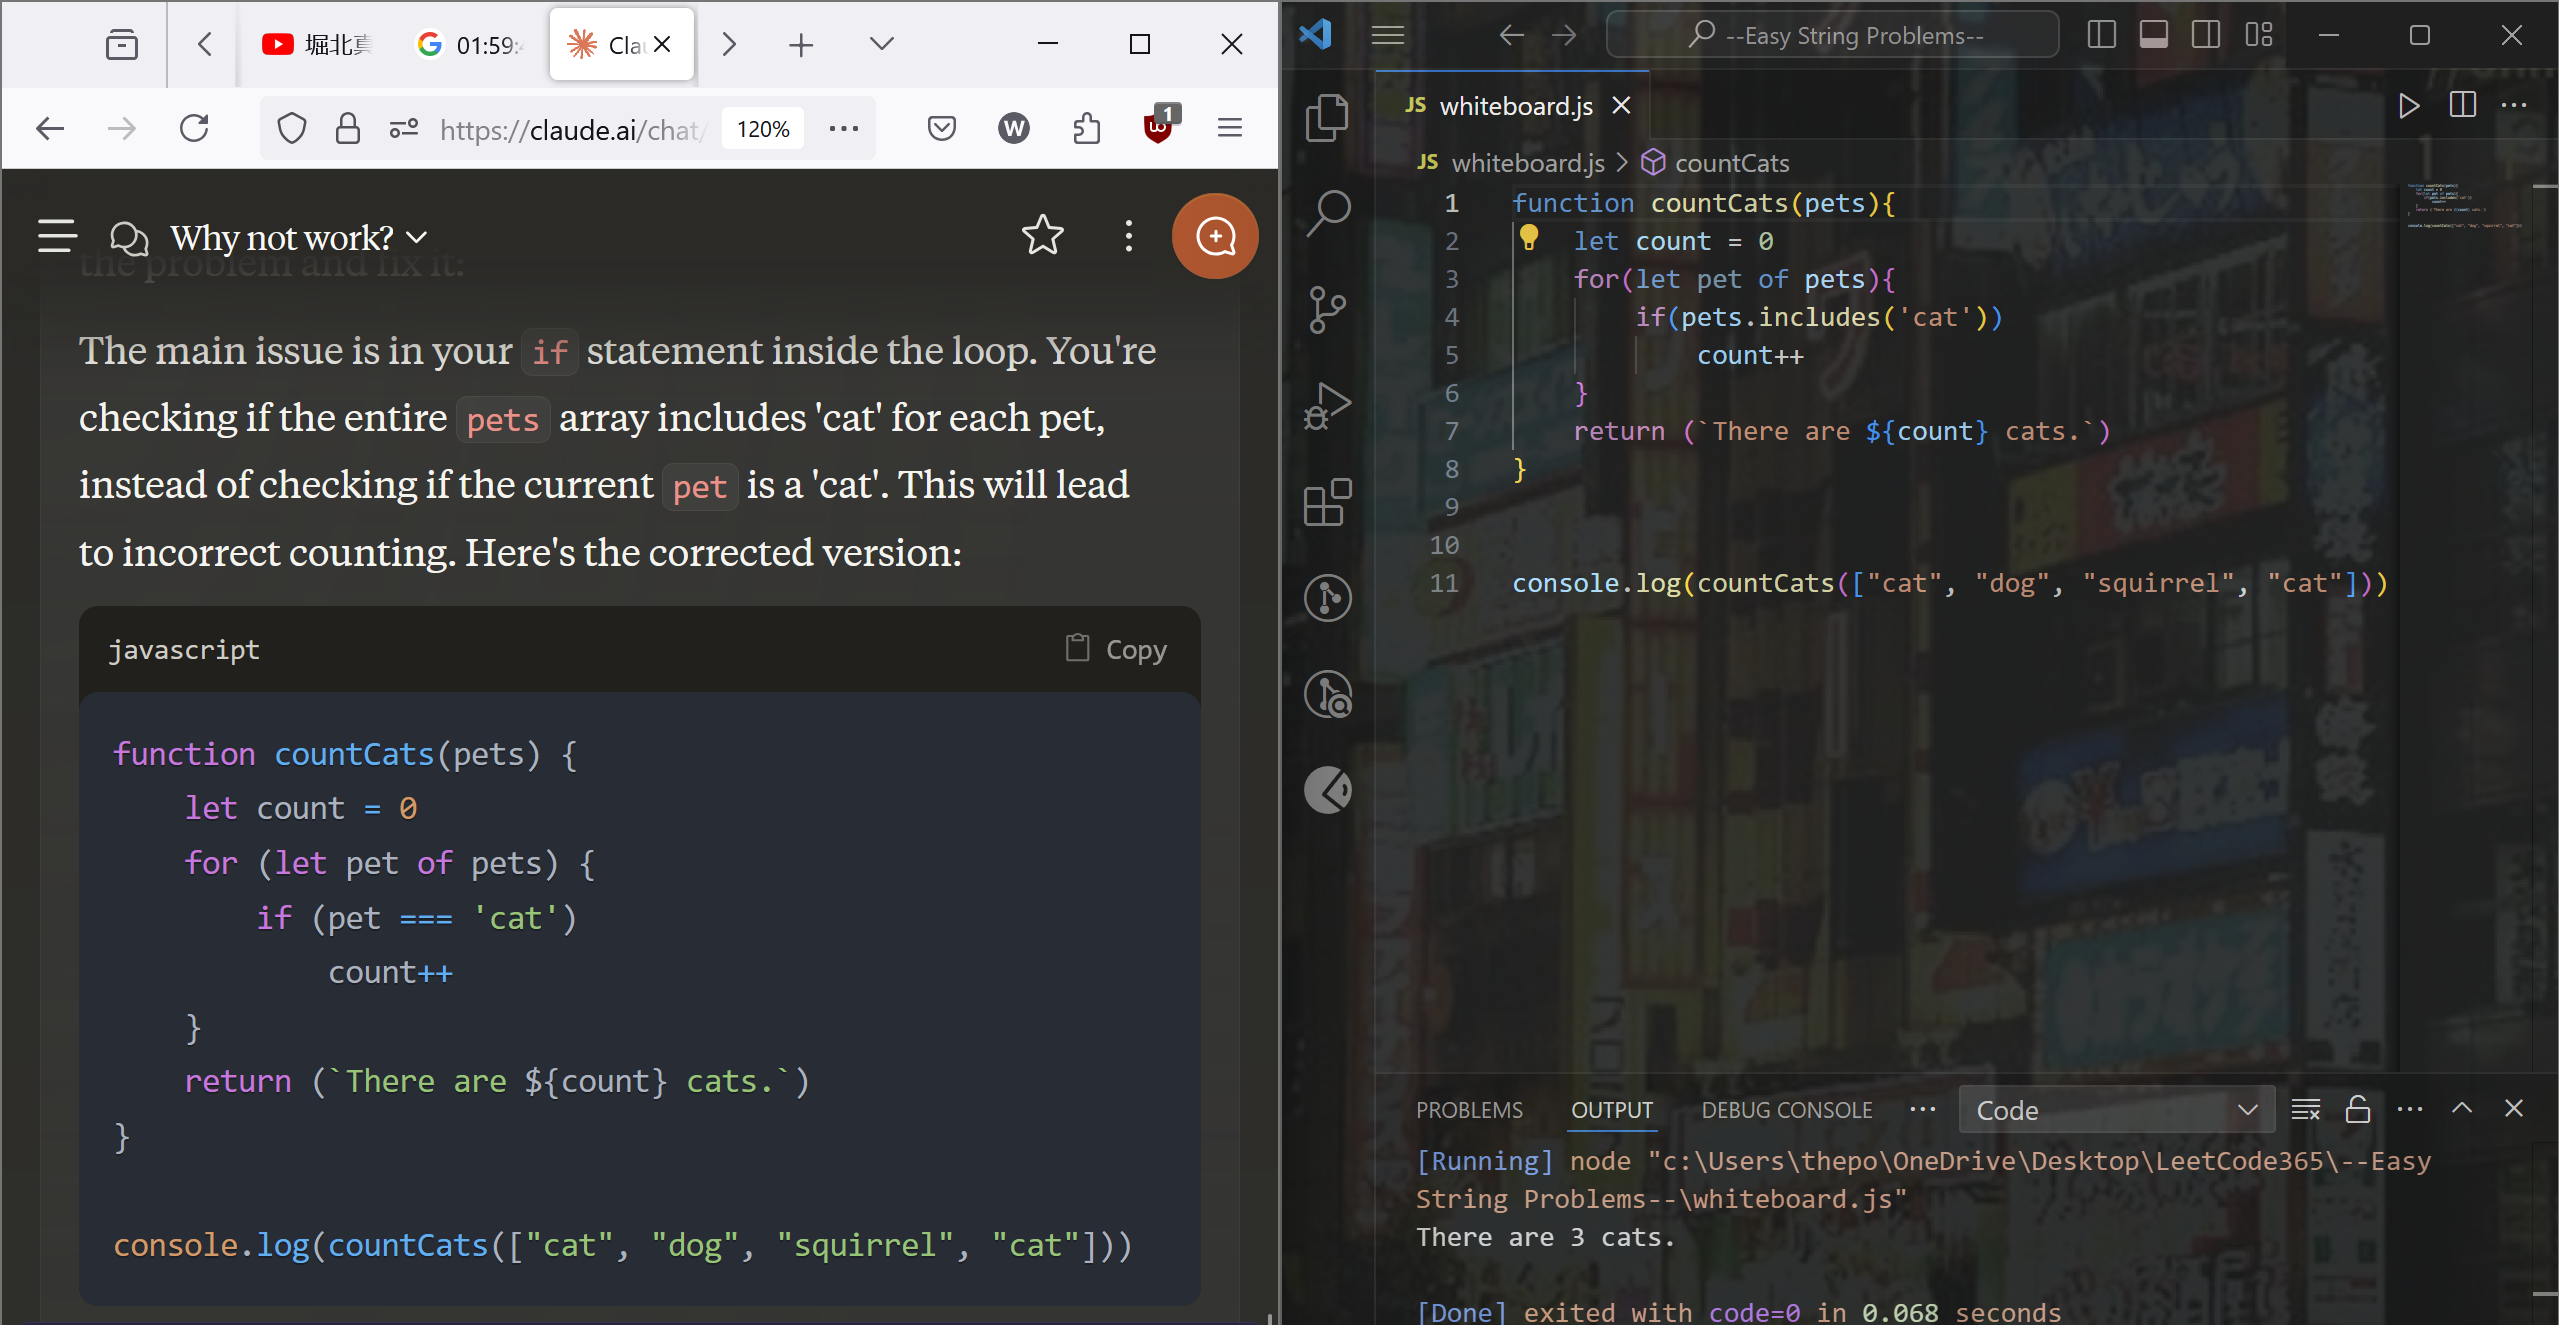 堀北真
01:59:
Cla
https://claude.ai/chat/
120%
W
1
Why not work?
the problem and fix it:
The main issue is in your if statement inside the loop. You're
checking if the entire pets array includes 'cat' for each pet,
instead of checking if the current pet is a 'cat'. This will lead
to incorrect counting. Here's the corrected version:
javascript
Copy
function countCats(pets) {
    let count = 0
    for (let pet of pets) {
        if (pet === 'cat')
            count++
    }
    return (`There are ${count} cats.`)
}
console.log(countCats(["cat", "dog", "squirrel", "cat"]))
--Easy String Problems--
JS whiteboard.js
JS whiteboard.js > countCats
1 function countCats(pets){
2     let count = 0
3     for(let pet of pets){
4         if(pets.includes('cat'))
5             count++
6     }
7     return (`There are ${count} cats.`)
8 }
9
10
11 console.log(countCats(["cat", "dog", "squirrel", "cat"]))
PROBLEMS OUTPUT DEBUG CONSOLE ··· Code
[Running] node "c:\Users\thepo\OneDrive\Desktop\LeetCode365\--Easy
String Problems--\whiteboard.js"
There are 3 cats.
[Done] exited with code=0 in 0.068 seconds